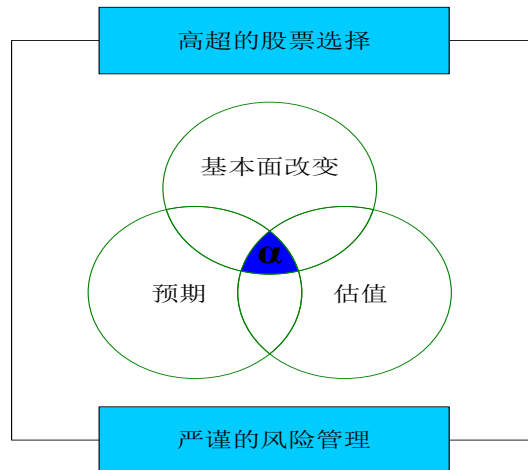 高超的股票选择
基本面改变
α
预期
估值
严谨的风险管理